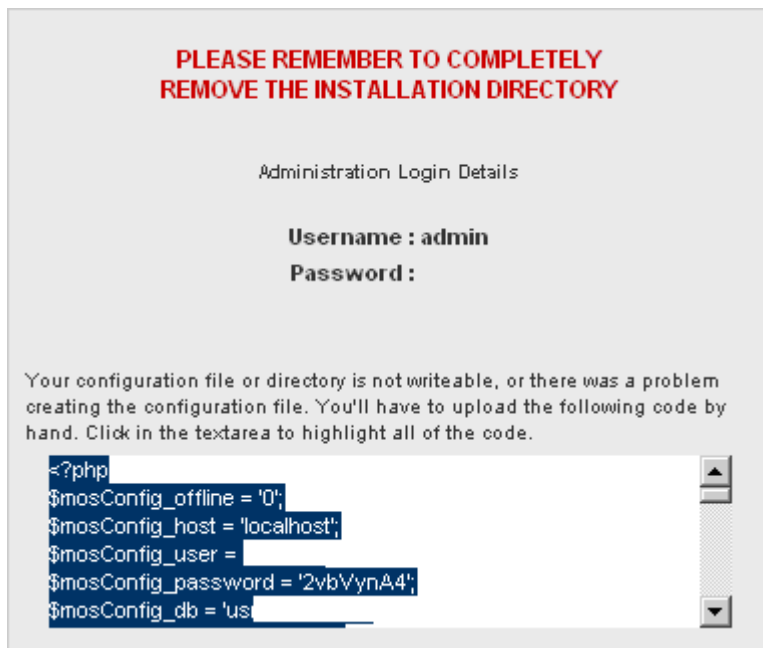 PLEASE REMEMBER TO COMPLETELY
REMOVE THE INSTALLATION DIRECTORY
Administration Login Details
Username : admin
Password :
Your configuration file or directory is not writeable, or there was a problem
creating the configuration file. You'll have to upload the following code by
hand. Click in the textarea to highlight all of the code.
<?php
$mosConfig_offline = '0';
$mosConfig_host = 'localhost';
$mosConfig_user =
$mosConfig_password = '2vbVynA4';
$mosConfig_db = 'us